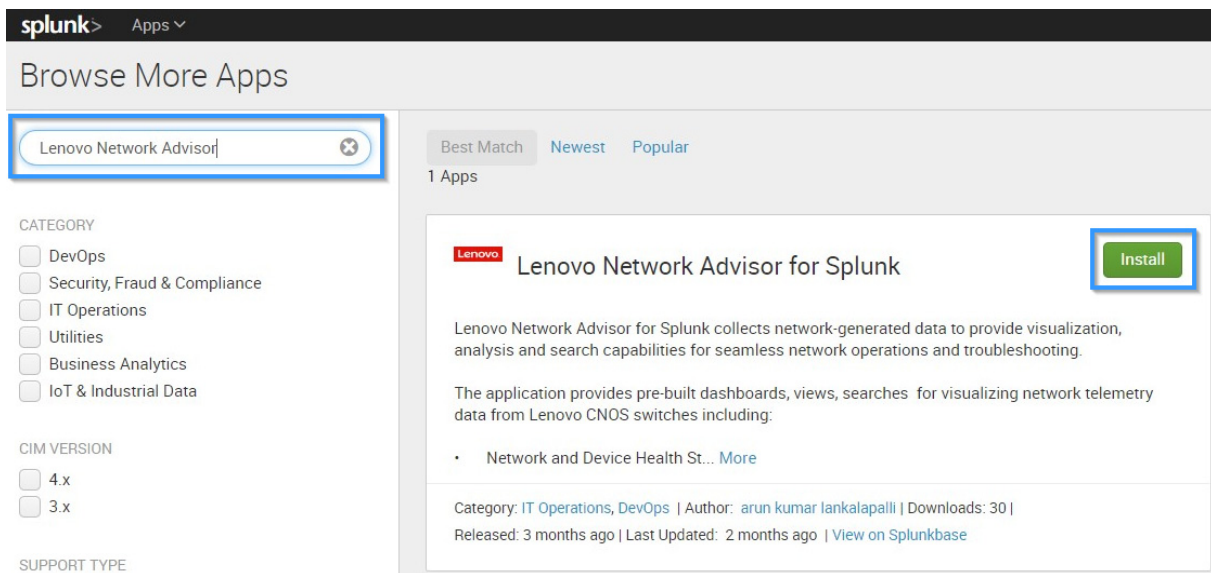 splunk> Apps
Browse More Apps
Lenovo Network Advisor
CATEGORY
DevOps
Security, Fraud & Compliance
IT Operations
Utilities
Business Analytics
IoT & Industrial Data
CIM VERSION
4.x
3.x
SUPPORT TYPE
Best Match Newest Popular
1 Apps
Lenovo
Lenovo Network Advisor for Splunk
Install
Lenovo Network Advisor for Splunk collects network-generated data to provide visualization,
analysis and search capabilities for seamless network operations and troubleshooting.
The application provides pre-built dashboards, views, searches for visualizing network telemetry
data from Lenovo CNOS switches including:
• Network and Device Health St... More
Category: IT Operations, DevOps | Author: arun kumar lankalapalli | Downloads: 30 |
Released: 3 months ago | Last Updated: 2 months ago | View on Splunkbase